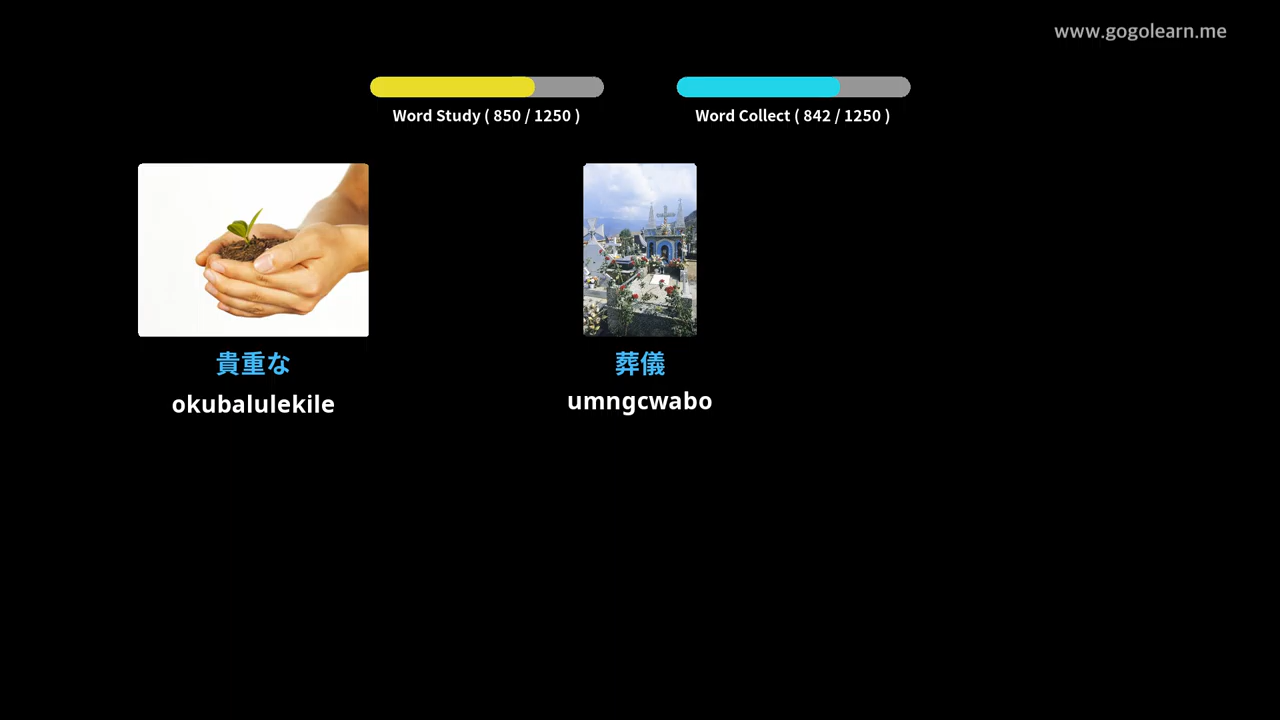 www.gogolearn.me
Word Study ( 850 / 1250 )
Word Collect ( 842 / 1250 )
貴重な
okubalulekile
葬儀
umngcwabo